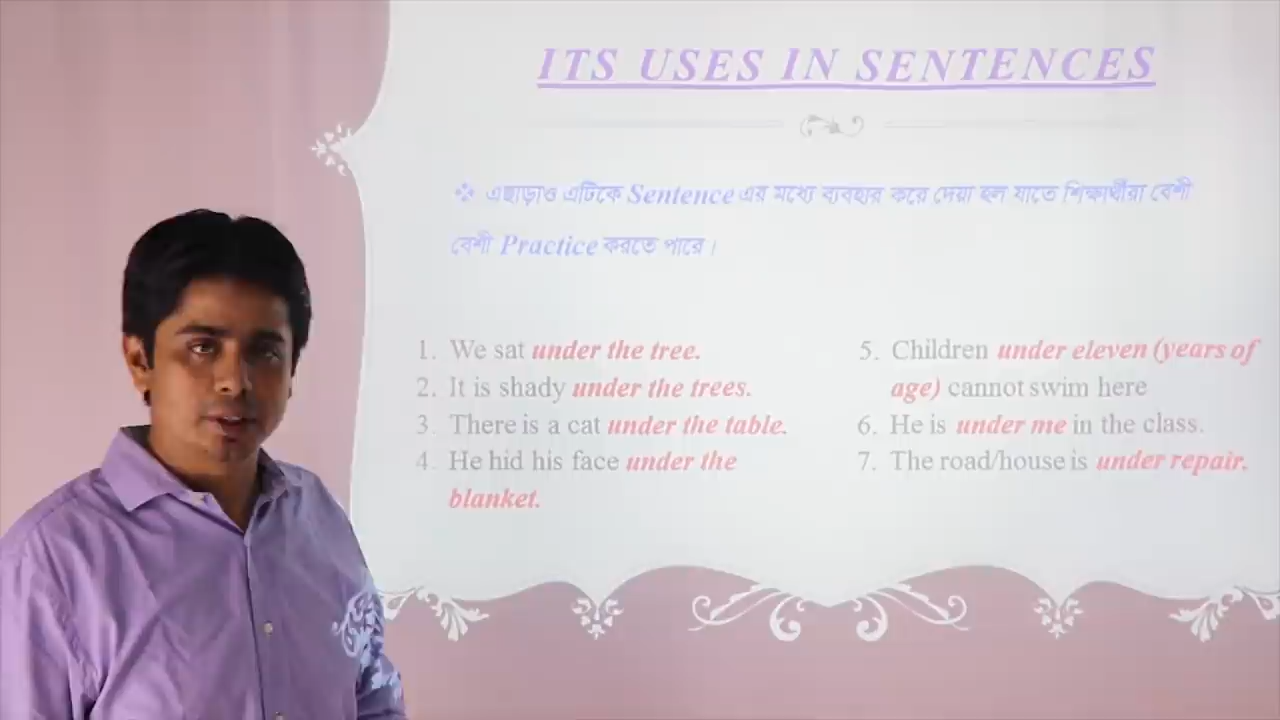 ITS USES IN SENTENCES
❖ এছাড়াও এটিকে Sentence এর মধ্যে ব্যবহার করে দেয়া হল যাতে শিক্ষার্থীরা বেশী
বেশী Practice করতে পারে।
1. We sat under the tree.
2. It is shady under the trees.
3. There is a cat under the table.
4. He hid his face under the
blanket.
5. Children under eleven (years of
age) cannot swim here
6. He is under me in the class.
7. The road/house is under repair.